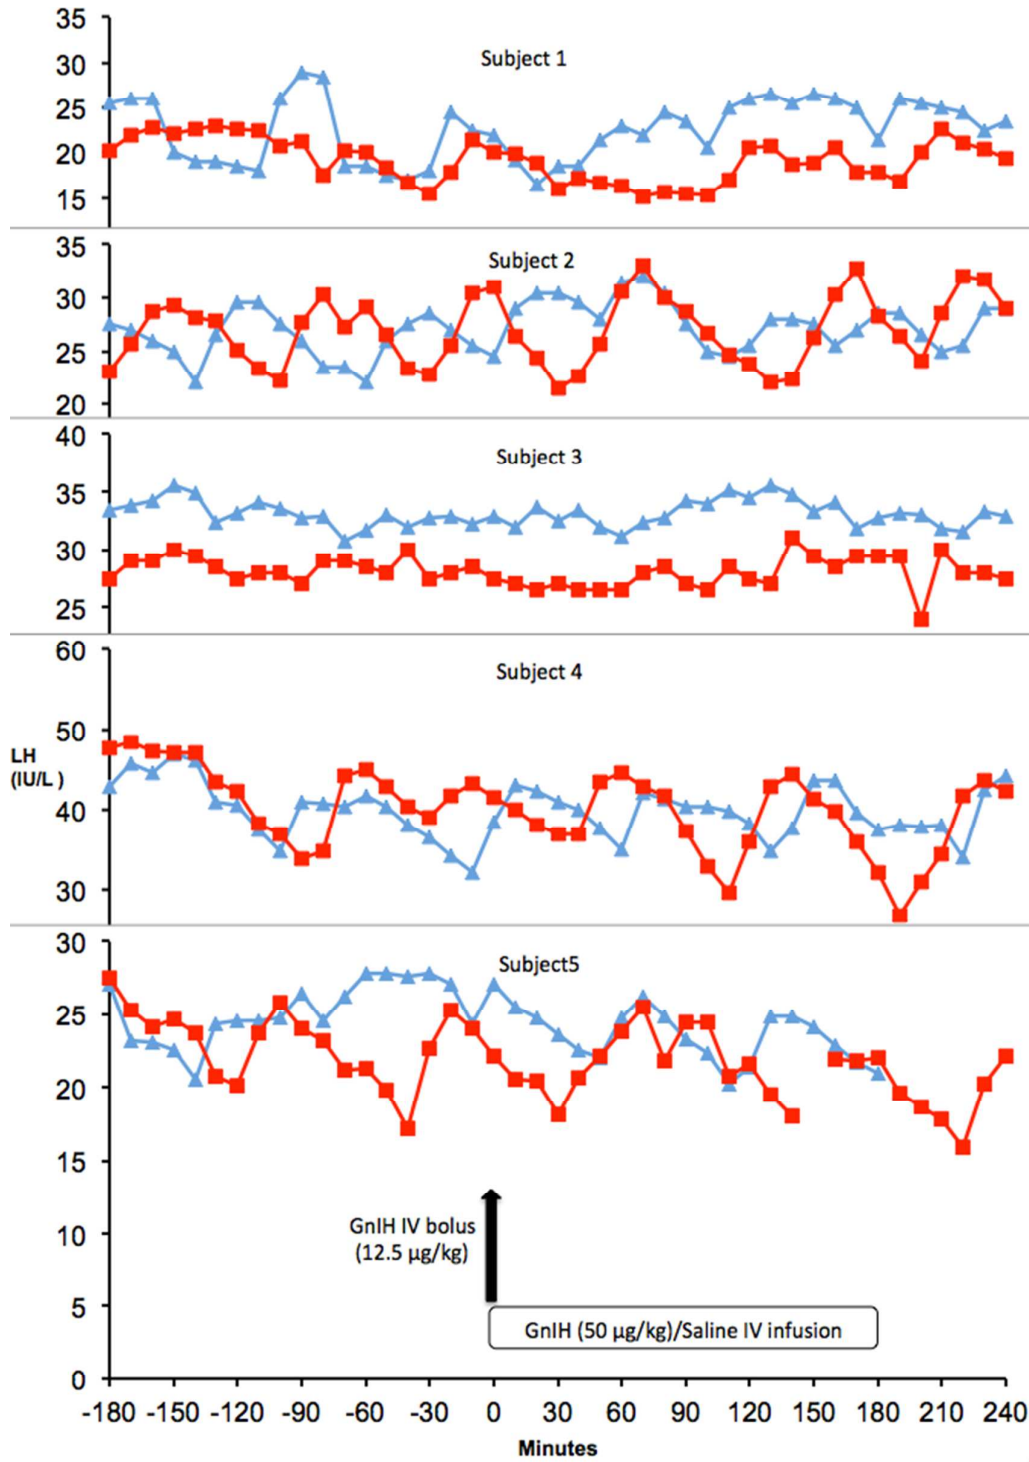 35
30
25
20
15
Subject 1
35
30
25
20
Subject 2
40
35
30
25
Subject 3
60
50
40
30
Subject 4
LH
(IU/L )
30
25
20
15
10
5
0
Subject5
GnIH IV bolus
(12.5 µg/kg)
GnIH (50 µg/kg)/Saline IV infusion
-180 -150 -120 -90 -60 -30 0 30 60 90 120 150 180 210 240
Minutes